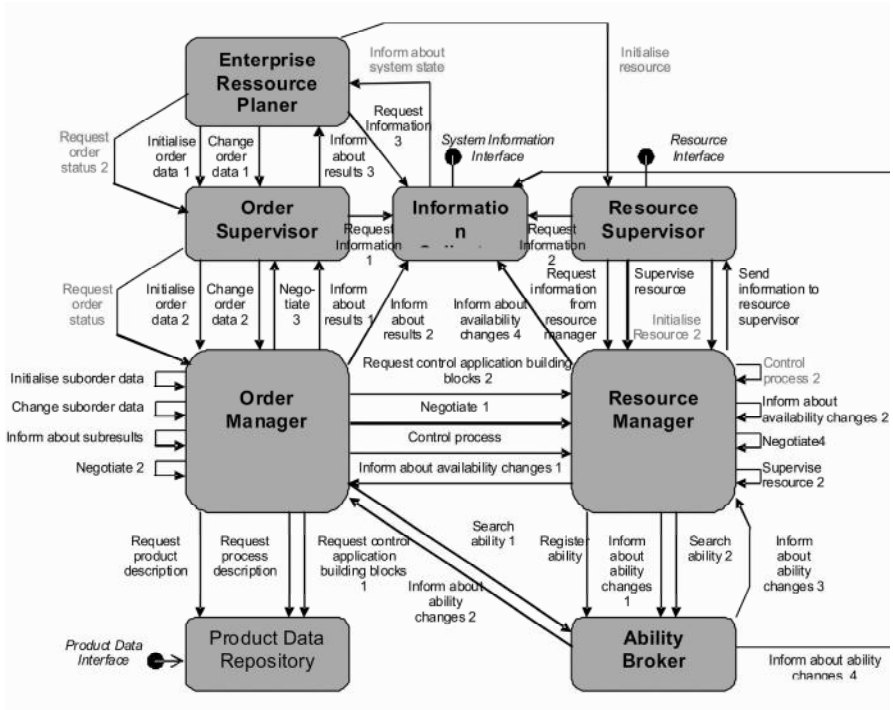 Enterprise
Ressource
Planer
Inform about
system state
Initialise
resource
Request
Information
3
System Information
Interface
Resource
Interface
Request
order
status 2
Initialise
order
data 1
Change
order
data 1
Inform
about
results 3
Order
Supervisor
Informatio
n
Resource
Supervisor
Request
Information
1
Request
Information
2
Request
order
status
Initialise
order
data 2
Change
order
data 2
Nego-
tiate
3
Inform
about
results 1
Inform
about
results 2
Inform about
availability
changes 4
Request
information
from
resource
manager
Supervise
resource
Initialise
Resource 2
Send
information to
resource
supervisor
Order
Manager
Resource
Manager
Initialise suborder data
Change suborder data
Inform about subresults
Negotiate 2
Request control application building
blocks 2
Negotiate 1
Control process
Inform about availability changes 1
Control
process 2
Inform about
availability changes 2
Negotiate4
Supervise
resource 2
Request
product
description
Request
process
description
Request control
application
building blocks
1
Search
ability 1
Inform about
ability
changes 2
Register
ability
Inform
about
ability
changes
1
Search
ability 2
Inform
about
ability
changes 3
Product Data
Interface
Product Data
Repository
Ability
Broker
Inform about ability
changes 4